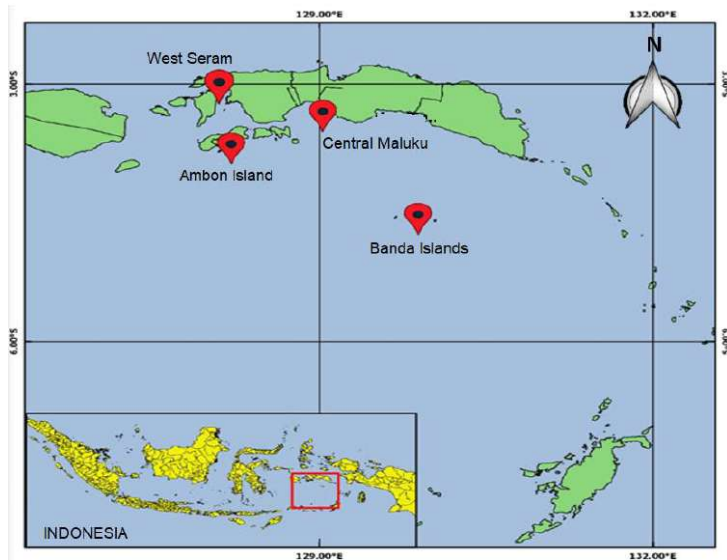 129.00°E
132.00°E
N
West Seram
3.00°S
Central Maluku
Ambon Island
Banda Islands
6.00°S
INDONESIA
129.00°E
132.00°E